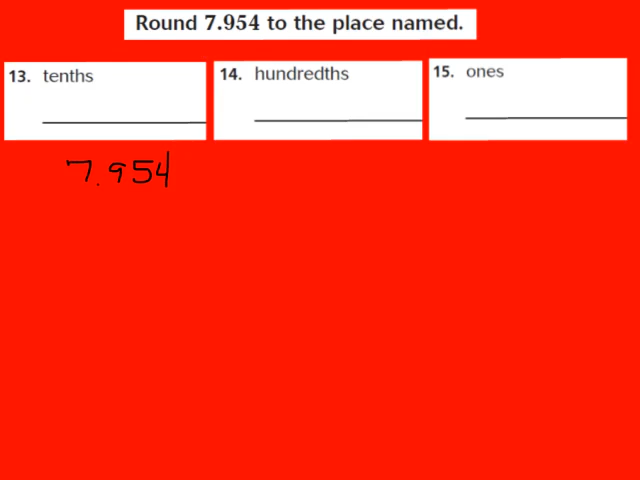 Round 7.954 to the place named.
13. tenths
14. hundredths
15. ones
7.954